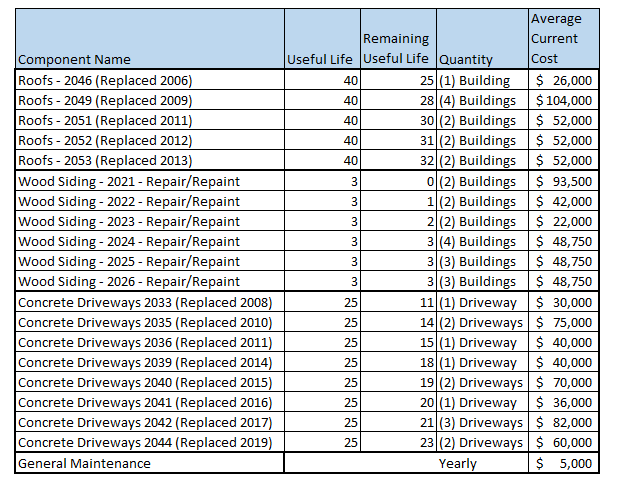 Component Name Useful Life Remaining Useful Life Quantity Average Current Cost
Roofs - 2046 (Replaced 2006) 40 25 (1) Building $ 26,000
Roofs - 2049 (Replaced 2009) 40 28 (4) Buildings $ 104,000
Roofs - 2051 (Replaced 2011) 40 30 (2) Buildings $ 52,000
Roofs - 2052 (Replaced 2012) 40 31 (2) Buildings $ 52,000
Roofs - 2053 (Replaced 2013) 40 32 (2) Buildings $ 52,000
Wood Siding - 2021 - Repair/Repaint 3 0 (2) Buildings $ 93,500
Wood Siding - 2022 - Repair/Repaint 3 1 (2) Buildings $ 42,000
Wood Siding - 2023 - Repair/Repaint 3 2 (2) Buildings $ 22,000
Wood Siding - 2024 - Repair/Repaint 3 3 (4) Buildings $ 48,750
Wood Siding - 2025 - Repair/Repaint 3 3 (3) Buildings $ 48,750
Wood Siding - 2026 - Repair/Repaint 3 3 (3) Buildings $ 48,750
Concrete Driveways 2033 (Replaced 2008) 25 11 (1) Driveway $ 30,000
Concrete Driveways 2035 (Replaced 2010) 25 14 (2) Driveways $ 75,000
Concrete Driveways 2036 (Replaced 2011) 25 15 (1) Driveway $ 40,000
Concrete Driveways 2039 (Replaced 2014) 25 18 (1) Driveway $ 40,000
Concrete Driveways 2040 (Replaced 2015) 25 19 (2) Driveways $ 70,000
Concrete Driveways 2041 (Replaced 2016) 25 20 (1) Driveway $ 36,000
Concrete Driveways 2042 (Replaced 2017) 25 21 (3) Driveways $ 82,000
Concrete Driveways 2044 (Replaced 2019) 25 23 (2) Driveways $ 60,000
General Maintenance Yearly $ 5,000